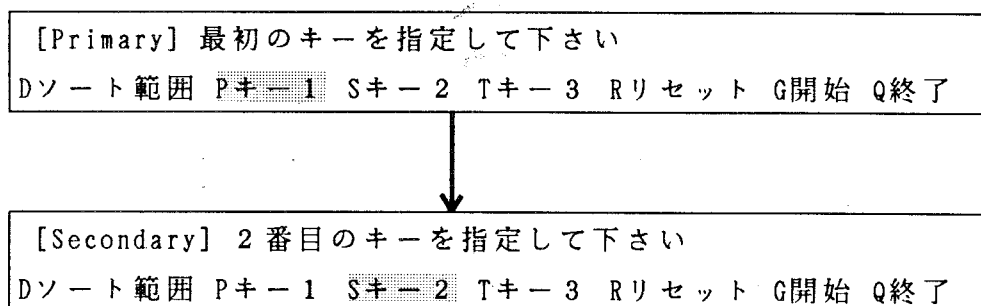 [Primary] 最初のキーを指定して下さい
Dソート範囲 Pキー1 Sキー2 Tキー3 Rリセット G開始 Q終了
[Secondary] 2番目のキーを指定して下さい
Dソート範囲 Pキー1 Sキー2 Tキー3 Rリセット G開始 Q終了